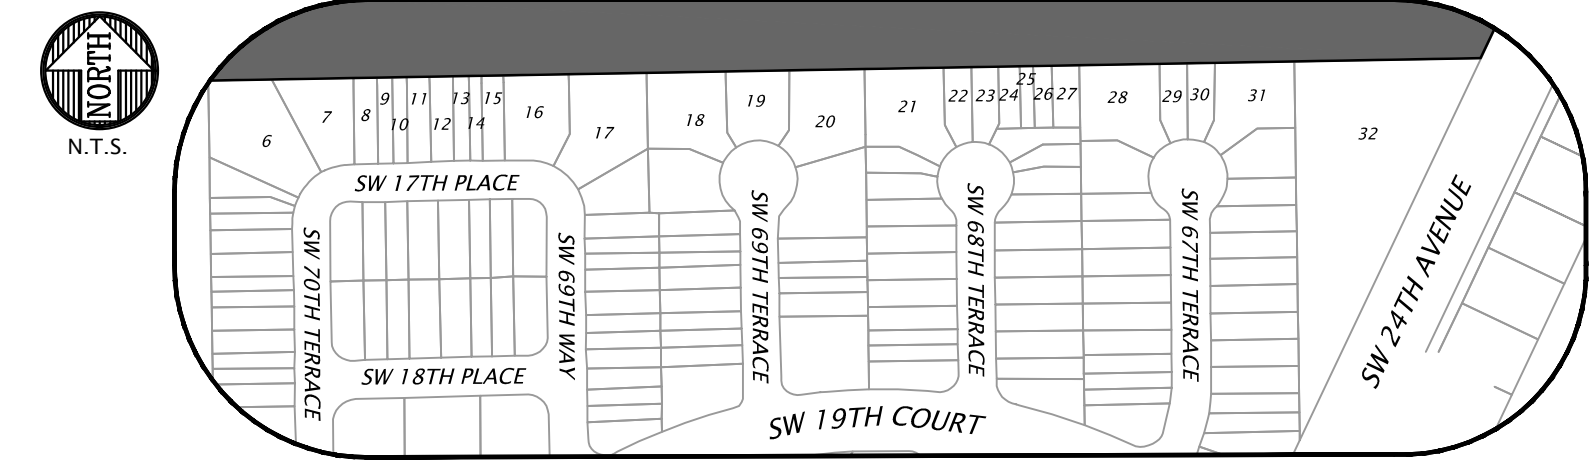 NORTH
N.T.S.
6
7
8
9
10
11
12
13
14
15
16
17
18
19
20
21
22
23
24
25
26
27
28
29
30
31
32
SW 17TH PLACE
SW 70TH TERRACE
SW 69TH WAY
SW 18TH PLACE
SW 69TH TERRACE
SW 68TH TERRACE
SW 67TH TERRACE
SW 24TH AVENUE
SW 19TH COURT